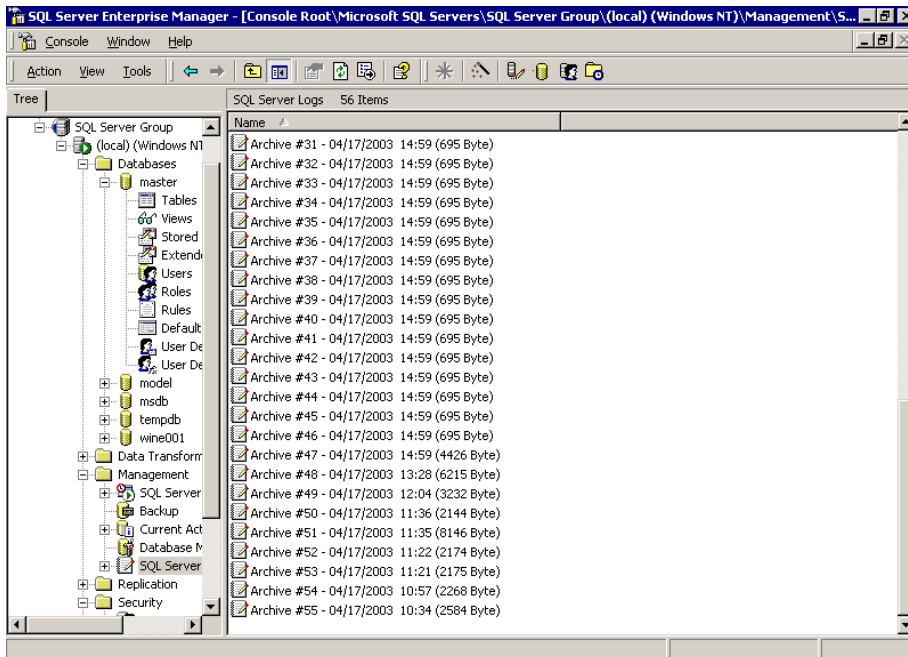 SQL Server Enterprise Manager - [Console Root\Microsoft SQL Servers\SQL Server Group\(local) (Windows NT)\Management\S...
Console Window Help
Action View Tools
Tree
SQL Server Logs 56 Items
Name
SQL Server Group
(local) (Windows NT
Databases
master
Tables
Views
Stored
Extende
Users
Roles
Rules
Default
User De
User De
model
msdb
tempdb
wine001
Data Transform
Management
SQL Server
Backup
Current Act
Database M
SQL Server
Replication
Security
Archive #31 - 04/17/2003 14:59 (695 Byte)
Archive #32 - 04/17/2003 14:59 (695 Byte)
Archive #33 - 04/17/2003 14:59 (695 Byte)
Archive #34 - 04/17/2003 14:59 (695 Byte)
Archive #35 - 04/17/2003 14:59 (695 Byte)
Archive #36 - 04/17/2003 14:59 (695 Byte)
Archive #37 - 04/17/2003 14:59 (695 Byte)
Archive #38 - 04/17/2003 14:59 (695 Byte)
Archive #39 - 04/17/2003 14:59 (695 Byte)
Archive #40 - 04/17/2003 14:59 (695 Byte)
Archive #41 - 04/17/2003 14:59 (695 Byte)
Archive #42 - 04/17/2003 14:59 (695 Byte)
Archive #43 - 04/17/2003 14:59 (695 Byte)
Archive #44 - 04/17/2003 14:59 (695 Byte)
Archive #45 - 04/17/2003 14:59 (695 Byte)
Archive #46 - 04/17/2003 14:59 (695 Byte)
Archive #47 - 04/17/2003 14:59 (4426 Byte)
Archive #48 - 04/17/2003 13:28 (6215 Byte)
Archive #49 - 04/17/2003 12:04 (3232 Byte)
Archive #50 - 04/17/2003 11:36 (2144 Byte)
Archive #51 - 04/17/2003 11:35 (8146 Byte)
Archive #52 - 04/17/2003 11:22 (2174 Byte)
Archive #53 - 04/17/2003 11:21 (2175 Byte)
Archive #54 - 04/17/2003 10:57 (2268 Byte)
Archive #55 - 04/17/2003 10:34 (2584 Byte)